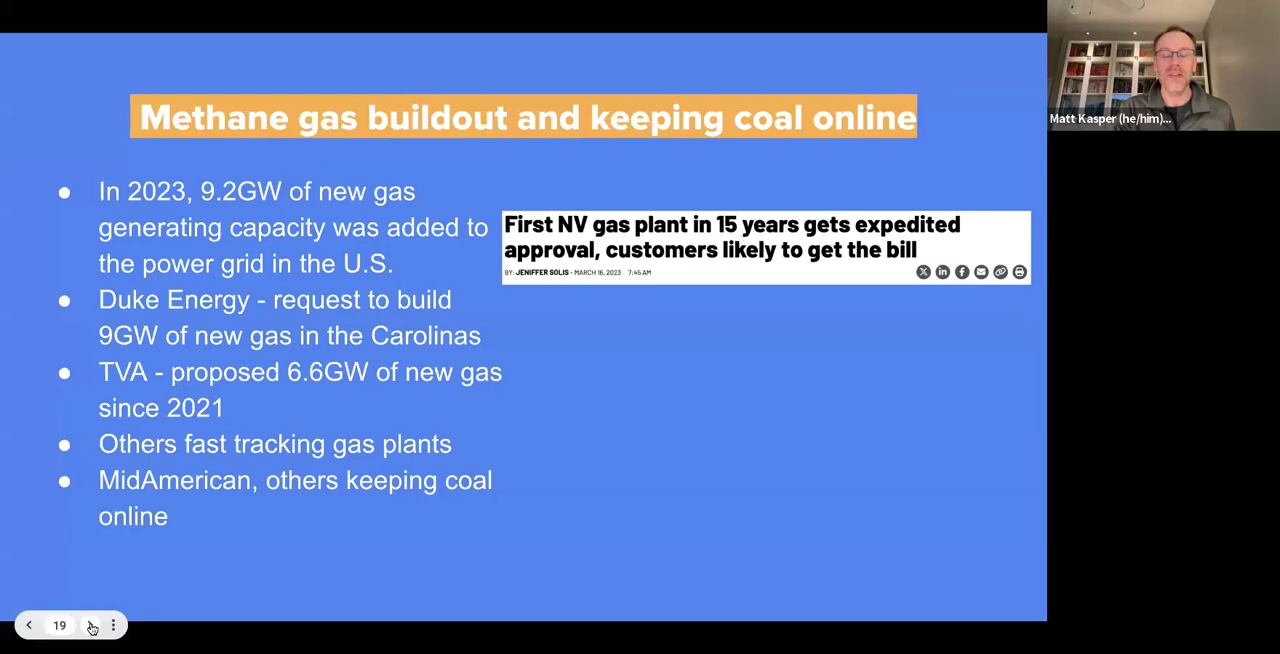 Methane gas buildout and keeping coal online
● In 2023, 9.2GW of new gas
generating capacity was added to
the power grid in the U.S.
● Duke Energy - request to build
9GW of new gas in the Carolinas
● TVA - proposed 6.6GW of new gas
since 2021
● Others fast tracking gas plants
● MidAmerican, others keeping coal
online
First NV gas plant in 15 years gets expedited
approval, customers likely to get the bill
BY: JENIFFER SOLIS - MARCH 16, 2023 7:45 AM
Matt Kasper (he/him)...
19